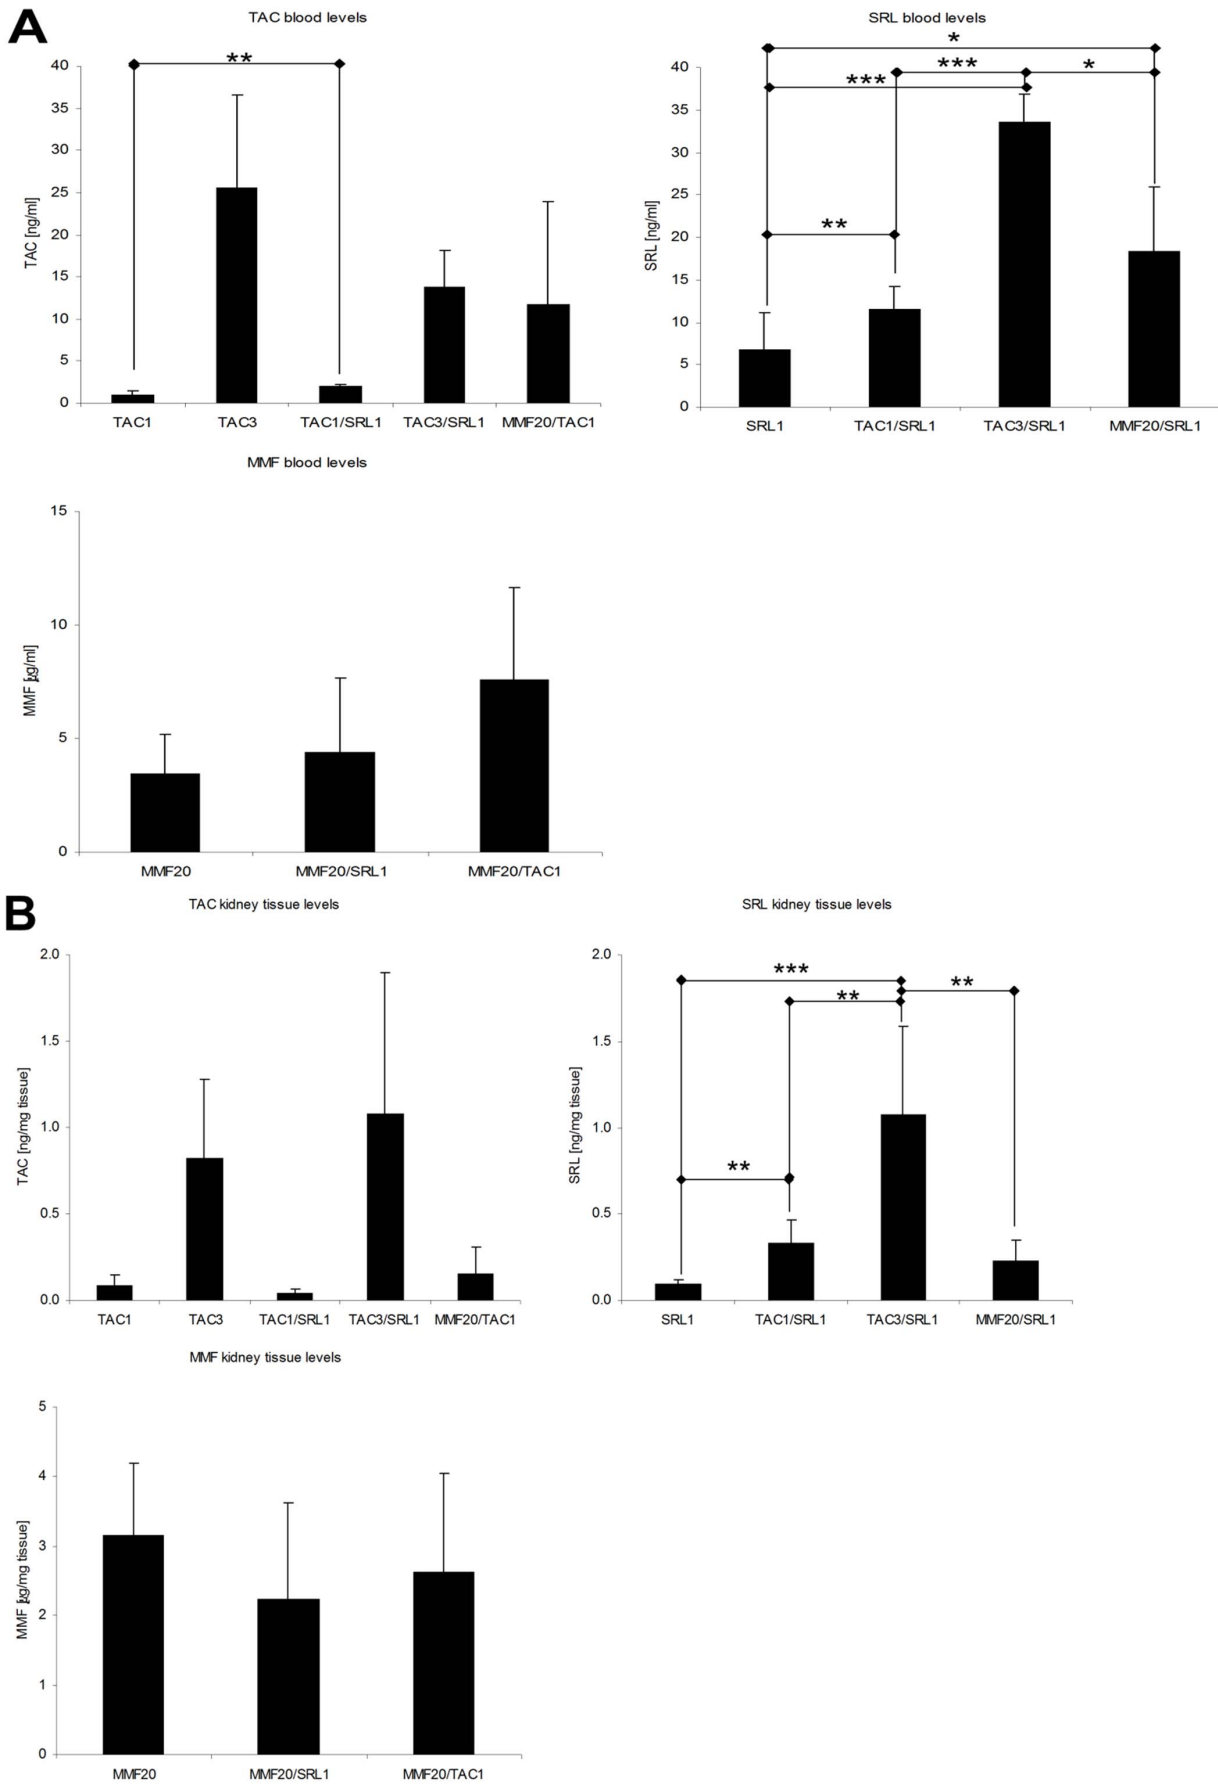 A
TAC blood levels
**
40
35
30
25
20
15
10
5
0
TAC [ng/ml]
TAC1 TAC3 TAC1/SRL1 TAC3/SRL1 MMF20/TAC1
SRL blood levels
*
*** *
***
**
40
35
30
25
20
15
10
5
0
SRL [ng/ml]
SRL1 TAC1/SRL1 TAC3/SRL1 MMF20/SRL1
MMF blood levels
15
10
5
0
MMF [µg/ml]
MMF20 MMF20/SRL1 MMF20/TAC1
B
TAC kidney tissue levels
2.0
1.5
1.0
0.5
0.0
TAC [ng/mg tissue]
TAC1 TAC3 TAC1/SRL1 TAC3/SRL1 MMF20/TAC1
SRL kidney tissue levels
***
** **
**
2.0
1.5
1.0
0.5
0.0
SRL [ng/mg tissue]
SRL1 TAC1/SRL1 TAC3/SRL1 MMF20/SRL1
MMF kidney tissue levels
5
4
3
2
1
0
MMF [µg/mg tissue]
MMF20 MMF20/SRL1 MMF20/TAC1